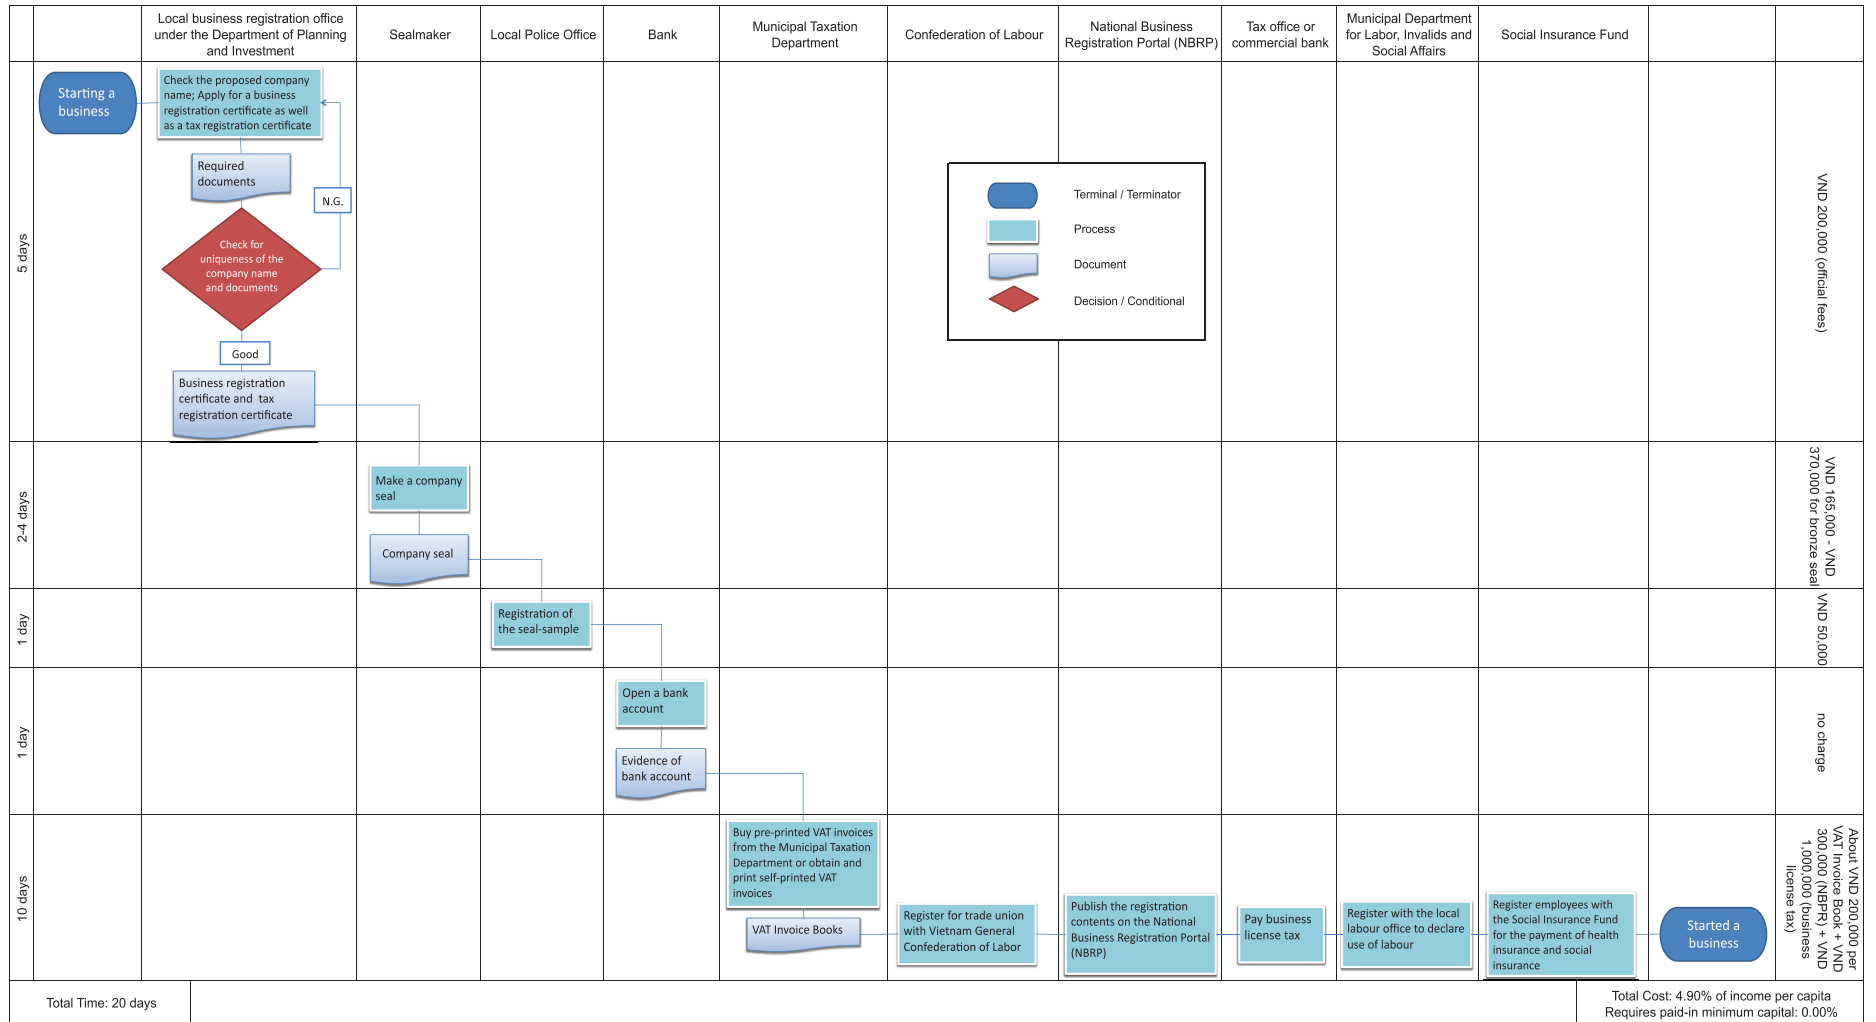 Local business registration office
under the Department of Planning
and Investment
Sealmaker
Local Police Office
Bank
Municipal Taxation
Department
Confederation of Labour
National Business
Registration Portal (NBRP)
Tax office or
commercial bank
Municipal Department
for Labor, Invalids and
Social Affairs
Social Insurance Fund
5 days
Starting a
business
Check the proposed company
name; Apply for a business
registration certificate as well
as a tax registration certificate
Required
documents
N.G.
Check for
uniqueness of the
company name
and documents
Good
Business registration
certificate and tax
registration certificate
Terminal / Terminator
Process
Document
Decision / Conditional
VND 200,000 (official fees)
2-4 days
Make a company
seal
Company seal
VND 165,000 - VND
370,000 for bronze seal
1 day
Registration of
the seal-sample
VND 50,000
1 day
Open a bank
account
Evidence of
bank account
no charge
10 days
Buy pre-printed VAT invoices
from the Municipal Taxation
Department or obtain and
print self-printed VAT
invoices
VAT Invoice Books
Register for trade union
with Vietnam General
Confederation of Labor
Publish the registration
contents on the National
Business Registration Portal
(NBRP)
Pay business
license tax
Register with the local
labour office to declare
use of labour
Register employees with
the Social Insurance Fund
for the payment of health
insurance and social
insurance
Started a
business
About VND 200,000 per
VAT Invoice Book + VND
300,000 (NBPR) + VND
1,000,000 (business
license tax)
Total Time: 20 days
Total Cost: 4.90% of income per capita
Requires paid-in minimum capital: 0.00%